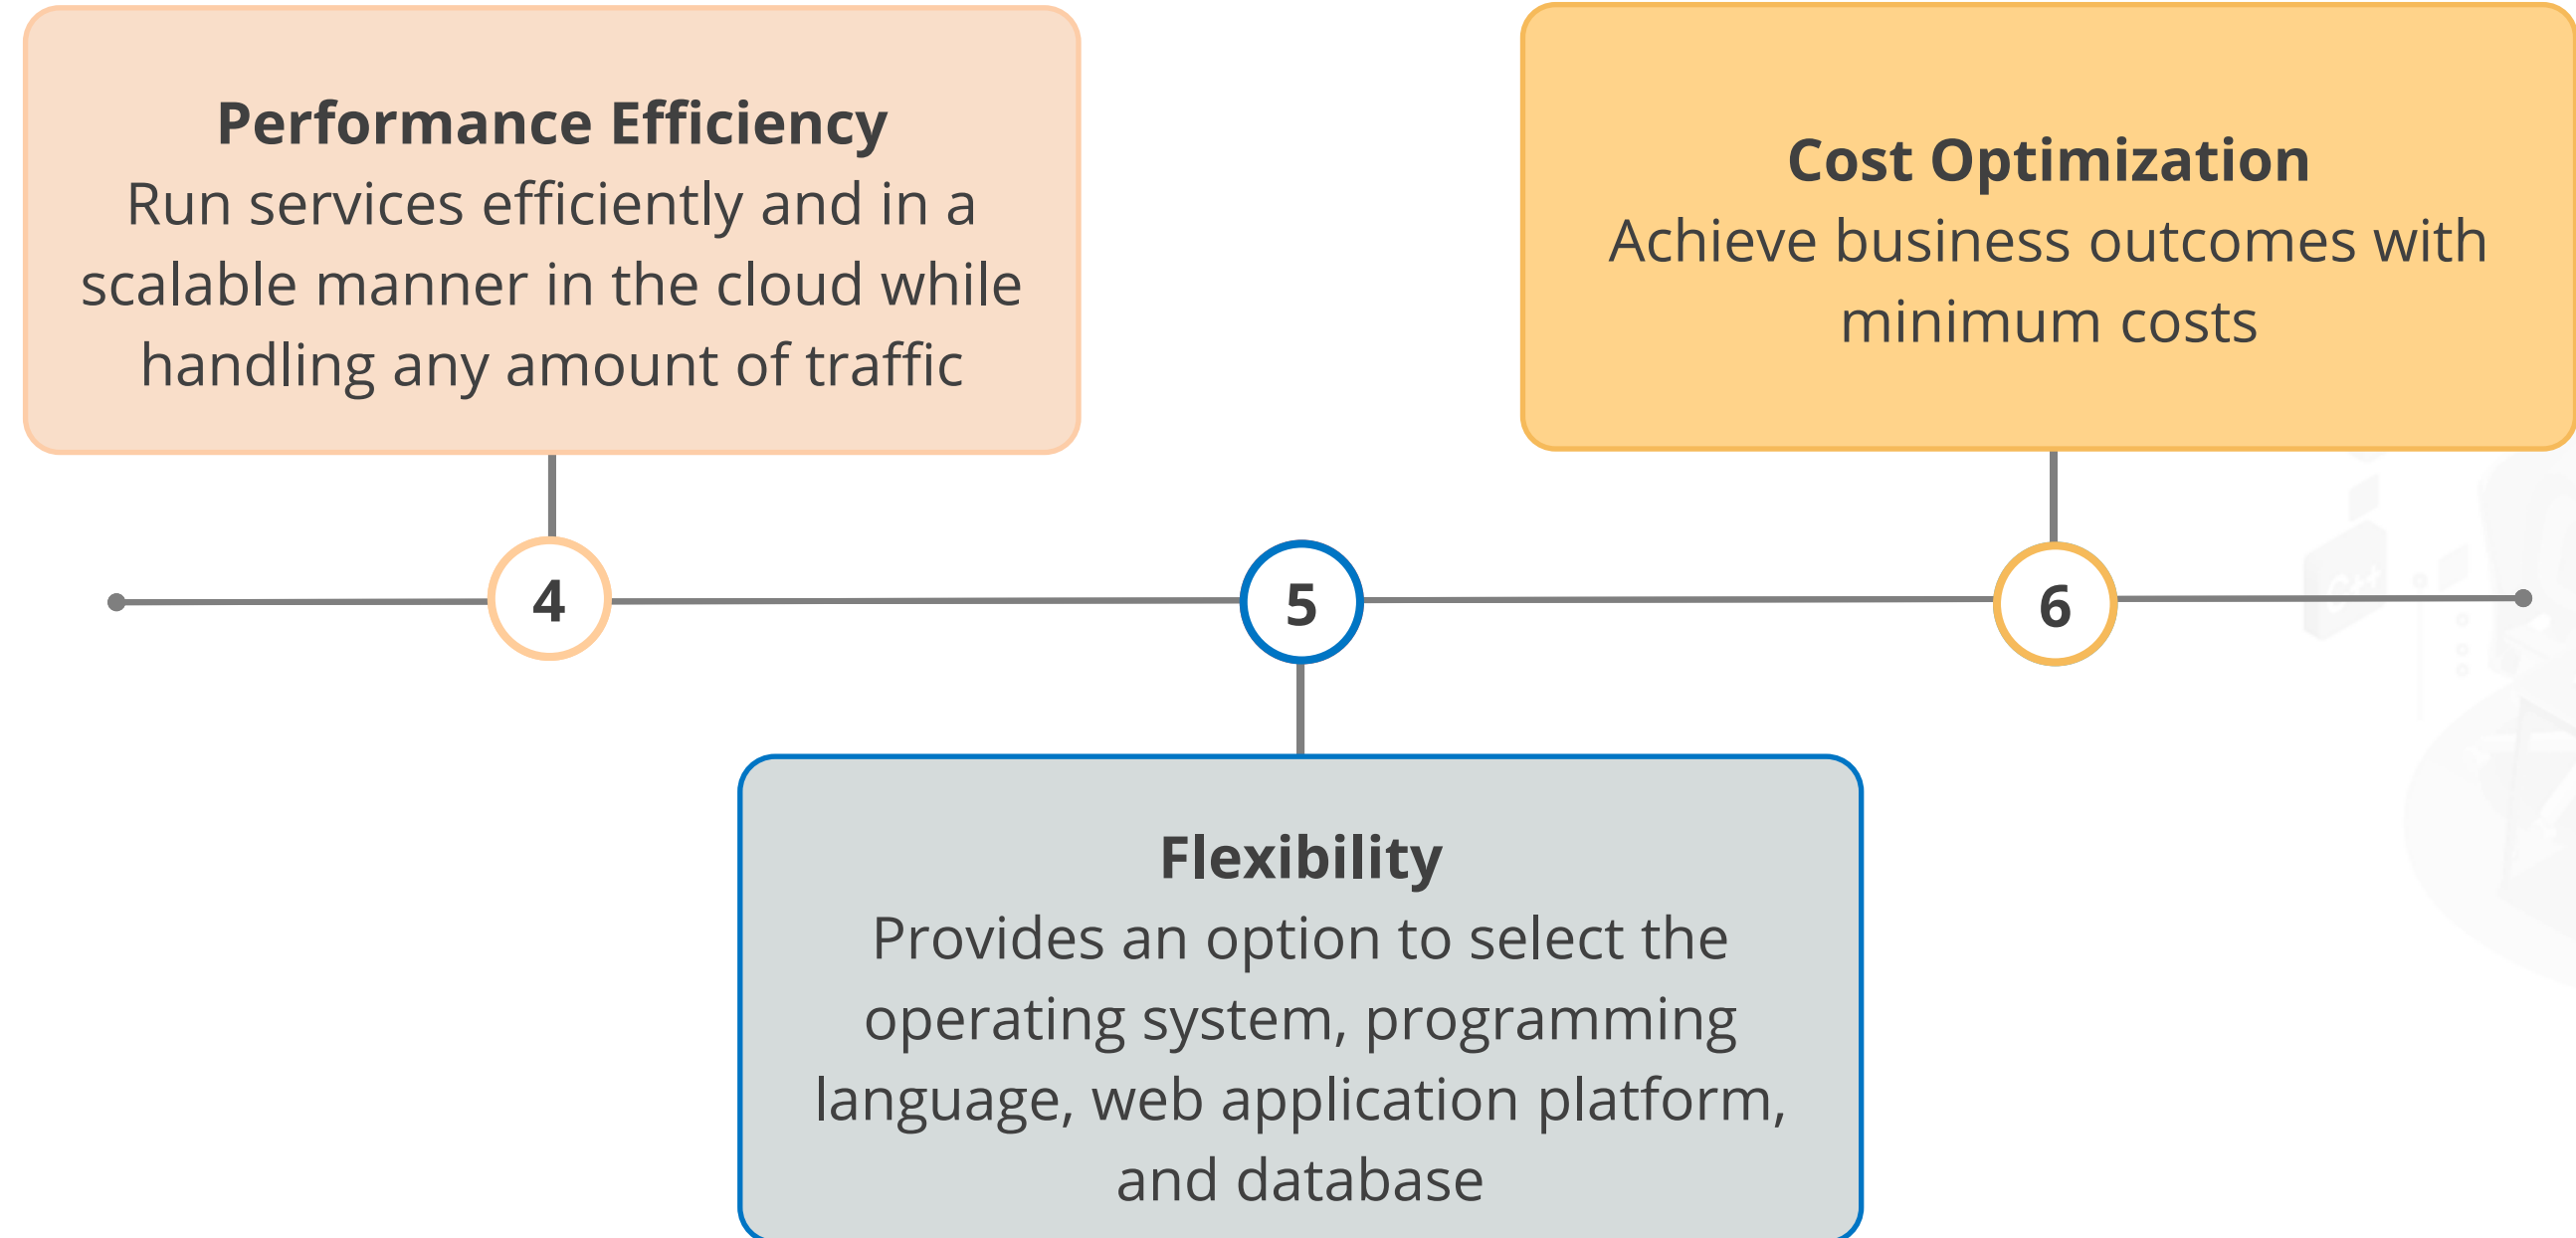 Performance Efficiency
Run services efficiently and in a
scalable manner in the cloud while
handling any amount of traffic
Cost Optimization
Achieve business outcomes with
minimum costs
4
5
6
C++
Flexibility
Provides an option to select the
operating system, programming
language, web application platform,
and database